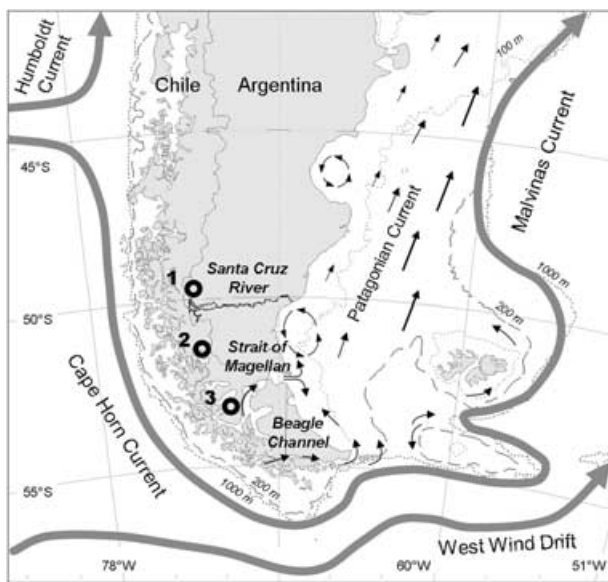 Humboldt
Current
Chile
Argentina
100 m
45°S
Malvinas Current
Patagonian Current
1
Santa Cruz
River
1000 m
200 m
50°S
2
Strait of
Magellan
3
Cape Horn Current
Beagle
Channel
200 m
1000 m
55°S
West Wind Drift
78°W
60°W
51°W